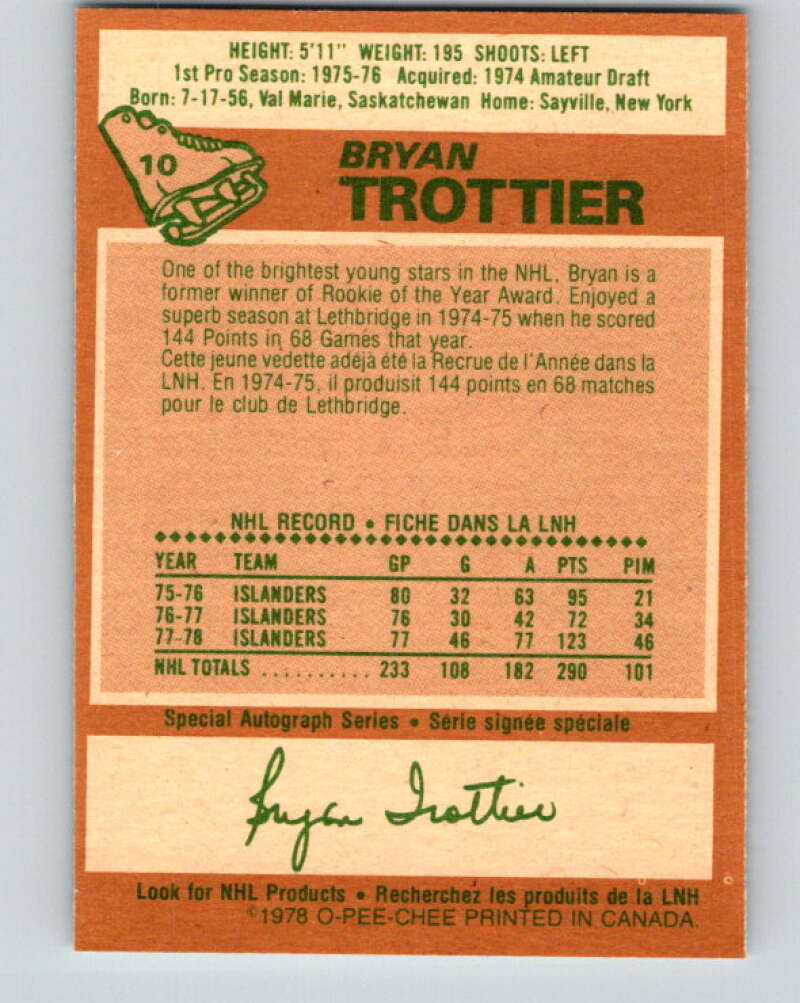 HEIGHT: 5'11" WEIGHT: 195 SHOOTS: LEFT
1st Pro Season: 1975-76 Acquired: 1974 Amateur Draft
Born: 7-17-56, Val Marie, Saskatchewan Home: Sayville, New York
10
BRYAN
TROTTIER
One of the brightest young stars in the NHL, Bryan is a
former winner of Rookie of the Year Award. Enjoyed a
superb season at Lethbridge in 1974-75 when he scored
144 Points in 68 Games that year.
Cette jeune vedette adéjà été la Recrue de l'Année dans la
LNH. En 1974-75, il produisit 144 points en 68 matches
pour le club de Lethbridge.
NHL RECORD • FICHE DANS LA LNH
YEAR TEAM GP G A PTS PIM
75-76 ISLANDERS 80 32 63 95 21
76-77 ISLANDERS 76 30 42 72 34
77-78 ISLANDERS 77 46 77 123 46
NHL TOTALS .......... 233 108 182 290 101
Special Autograph Series • Série signée spéciale
Bryan Trottier
Look for NHL Products • Recherchez les produits de la LNH
©1978 O-PEE-CHEE PRINTED IN CANADA.